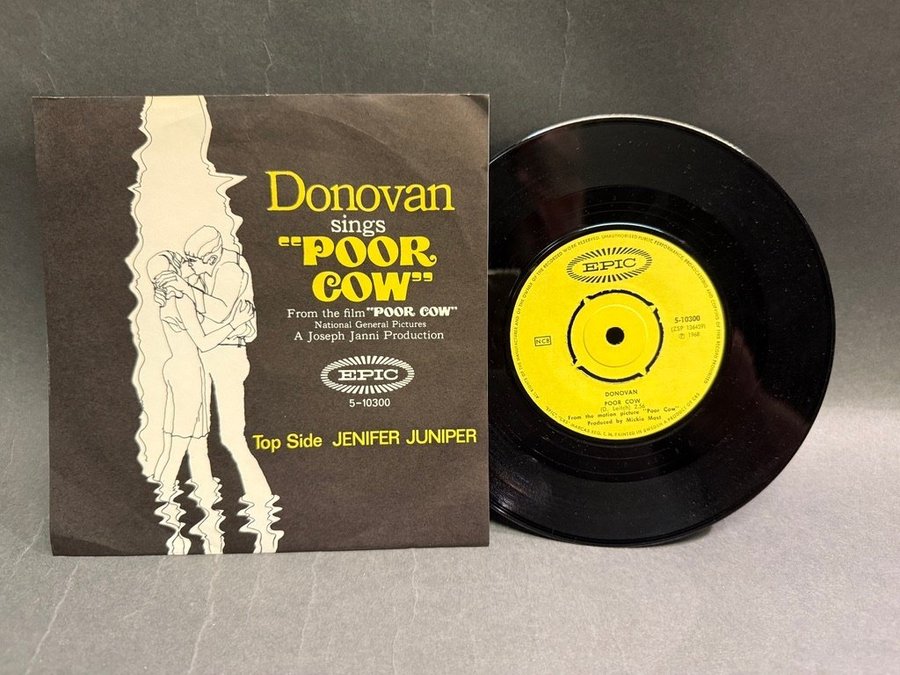 Donovan
sings
"POOR
COW"
From the film "POOR COW"
National General Pictures
A Joseph Janni Production
EPIC
5-10300
Top Side JENIFER JUNIPER
EPIC
5-10300
NCB
℗ 1968
DONOVAN
POOR COW
(D. Leitch) 2.56
From the motion picture "Poor Cow"
Produced by Mickie Most